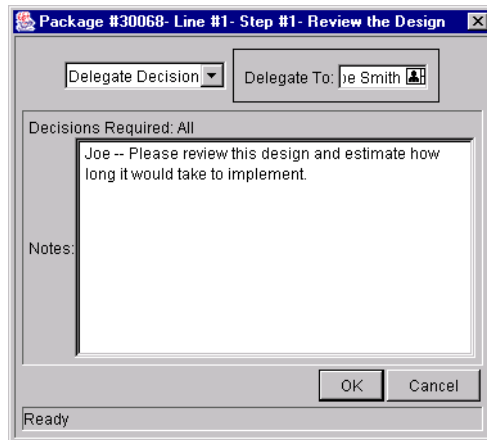 Package #30068- Line #1- Step #1- Review the Design
Delegate Decision
Delegate To:
Smith
Decisions Required: All
Joe -- Please review this design and estimate how
long it would take to implement.
Notes:
OK
Cancel
Ready